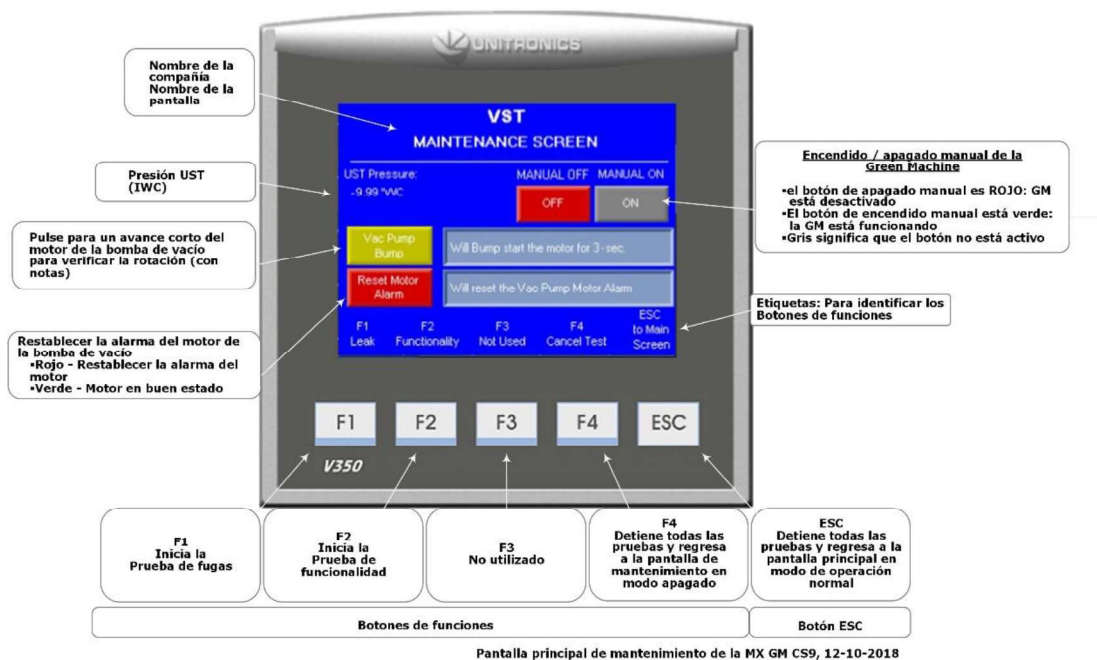 UNITRONICS
Nombre de la
compañía
Nombre de la
pantalla
VST
MAINTENANCE SCREEN
Presión UST
(IWC)
UST Pressure:
-9.99 "WC
MANUAL OFF MANUAL ON
OFF
ON
Encendido / apagado manual de la
Green Machine
▪el botón de apagado manual es ROJO: GM
está desactivado
▪El botón de encendido manual está verde:
la GM está funcionando
▪Gris significa que el botón no está activo
Pulse para un avance corto del
motor de la bomba de vacío
para verificar la rotación (con
notas)
Vac Pump
Bump
Will Bump start the motor for 3-sec.
Reset Motor
Alarm
Will reset the Vac Pump Motor Alarm
Etiquetas: Para identificar los
Botones de funciones
Restablecer la alarma del motor de
la bomba de vacío
▪Rojo - Restablecer la alarma del
motor
▪Verde - Motor en buen estado
F1
Leak
F2
Functionality
F3
Not Used
F4
Cancel Test
ESC
to Main
Screen
F1
F2
F3
F4
ESC
V350
F1
Inicia la
Prueba de fugas
F2
Inicia la
Prueba de
funcionalidad
F3
No utilizado
F4
Detiene todas las
pruebas y regresa
a la pantalla de
mantenimiento en
modo apagado
ESC
Detiene todas las
pruebas y regresa a la
pantalla principal en
modo de operación
normal
Botones de funciones
Botón ESC
Pantalla principal de mantenimiento de la MX GM CS9, 12-10-2018